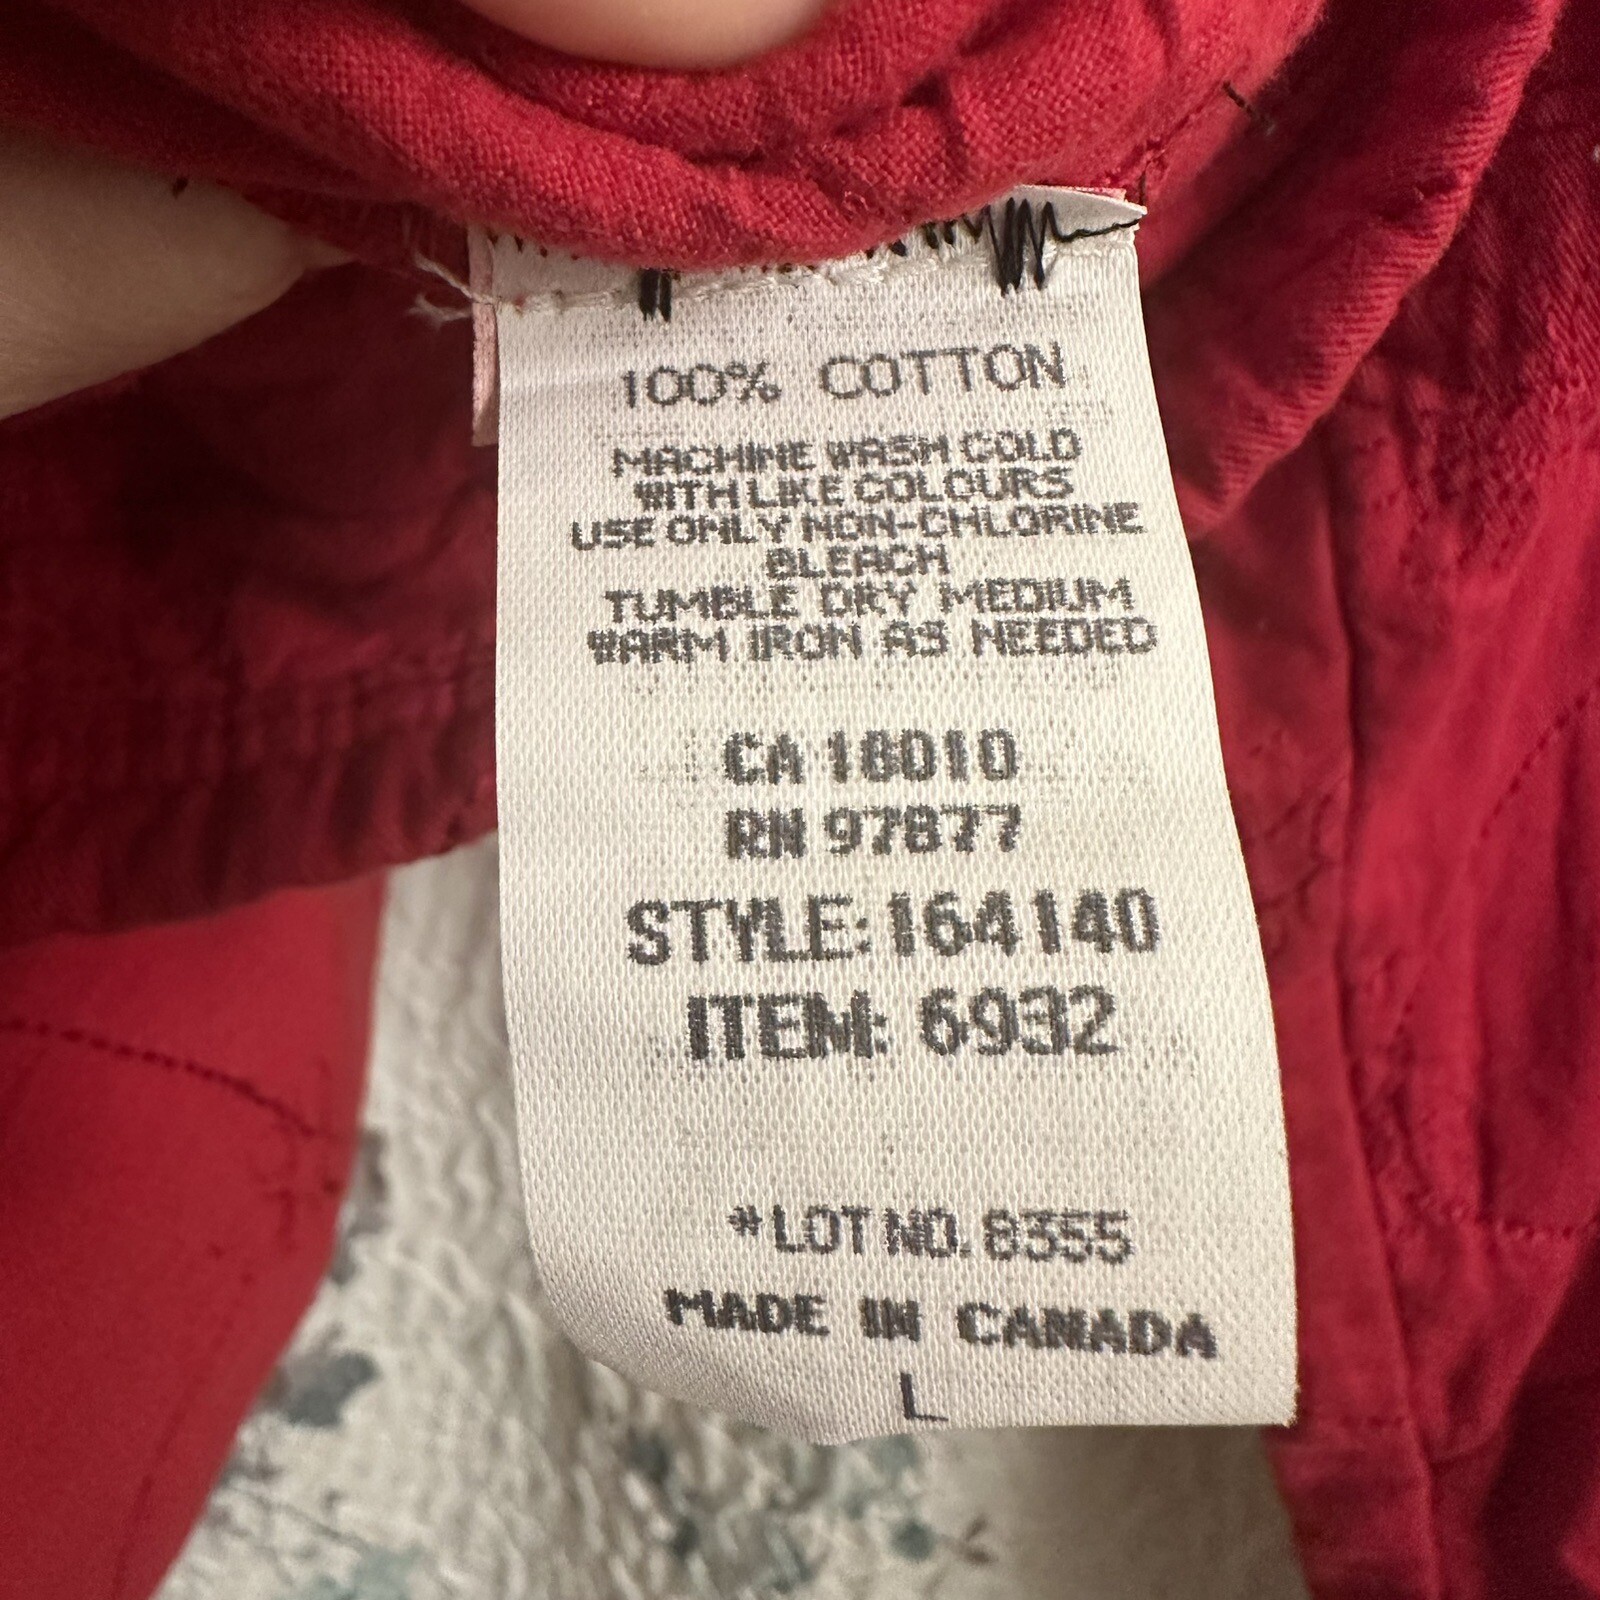 100% COTTON
MACHINE WASH COLD
WITH LIKE COLOURS
USE ONLY NON-CHLORINE
BLEACH
TUMBLE DRY MEDIUM
WARM IRON AS NEEDED
CA 18010
RN 97877
STYLE: 164140
ITEM: 6932
*LOT NO. 8355
MADE IN CANADA
L